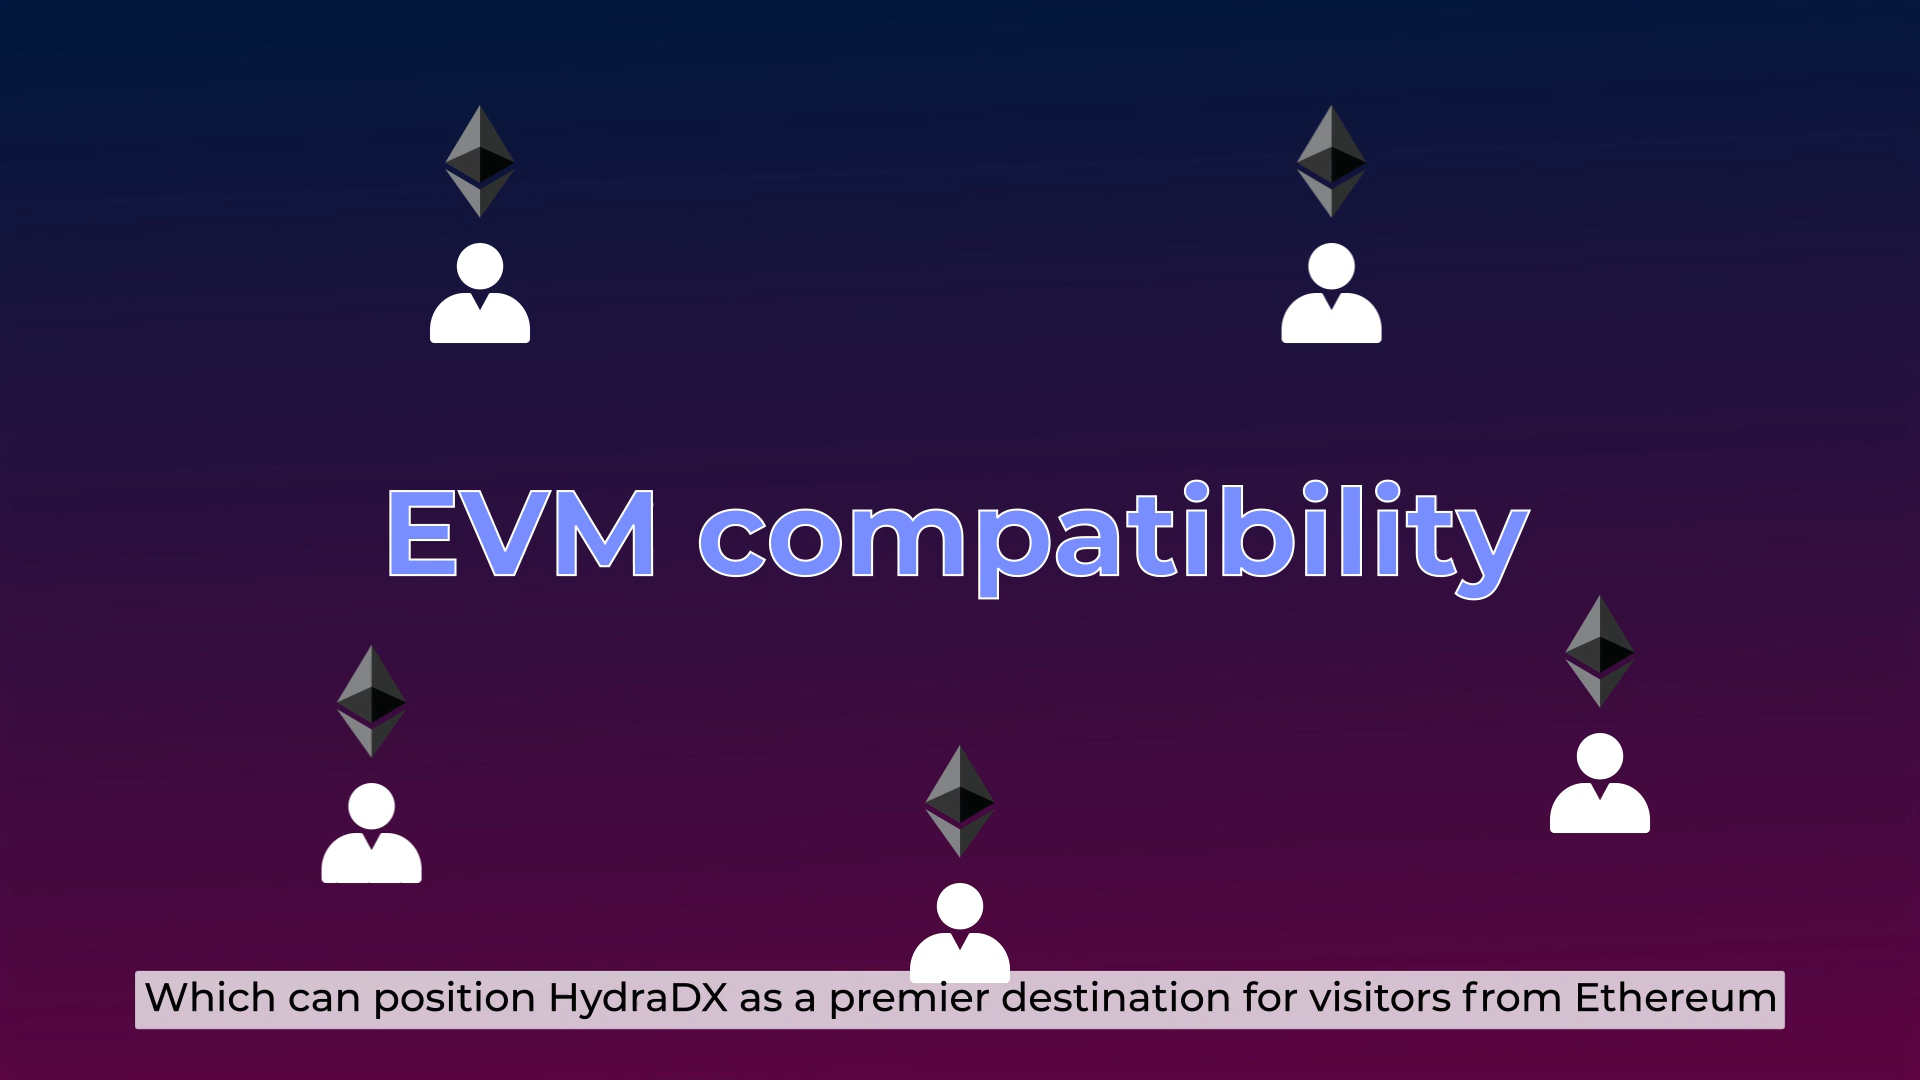 EVM compatibility
Which can position HydraDX as a premier destination for visitors from Ethereum